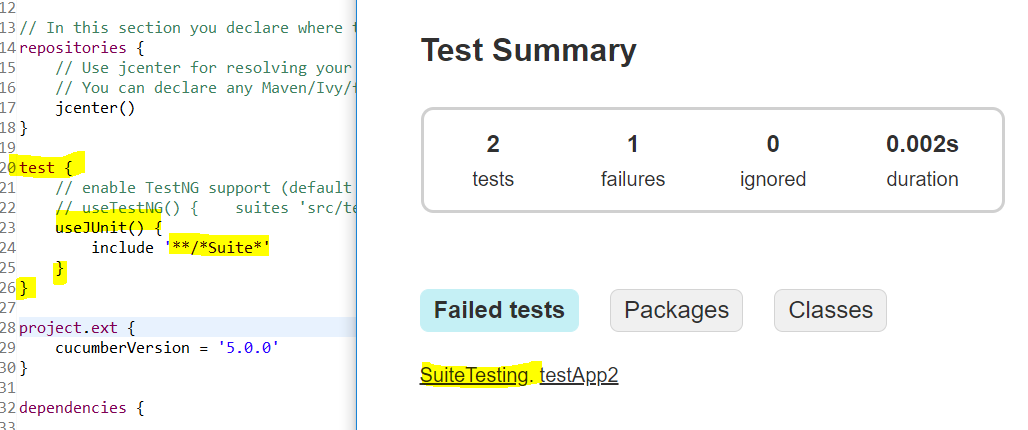 12
13 // In this section you declare where t
14 repositories {
15     // Use jcenter for resolving your
16     // You can declare any Maven/Ivy/f
17     jcenter()
18 }
19
20 test {
21     // enable TestNG support (default
22     // useTestNG() {    suites 'src/te
23     useJUnit() {
24         include '**/*Suite*'
25     }
26 }
27
28 project.ext {
29     cucumberVersion = '5.0.0'
30 }
31
32 dependencies {
33
Test Summary
2 1 0 0.002s
tests failures ignored duration
Failed tests Packages Classes
SuiteTesting. testApp2